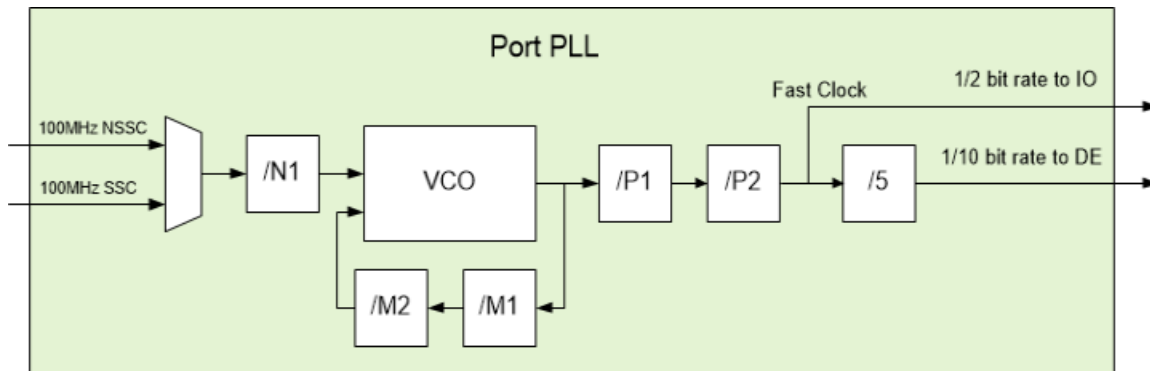 Port PLL
1/2 bit rate to IO
Fast Clock
100MHz NSSC
/N1
VCO
/P1
/P2
/5
1/10 bit rate to DE
100MHz SSC
/M2
/M1